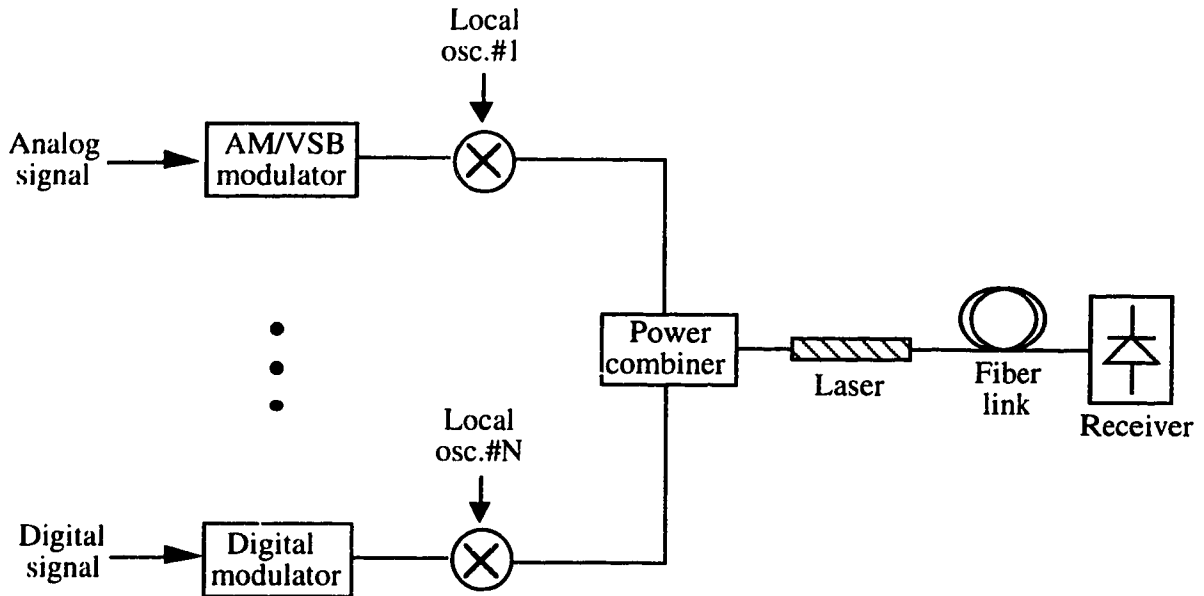 Local
osc.#1
Analog
signal
AM/VSB
modulator
Power
combiner
Laser
Fiber
link
Receiver
Local
osc.#N
Digital
signal
Digital
modulator